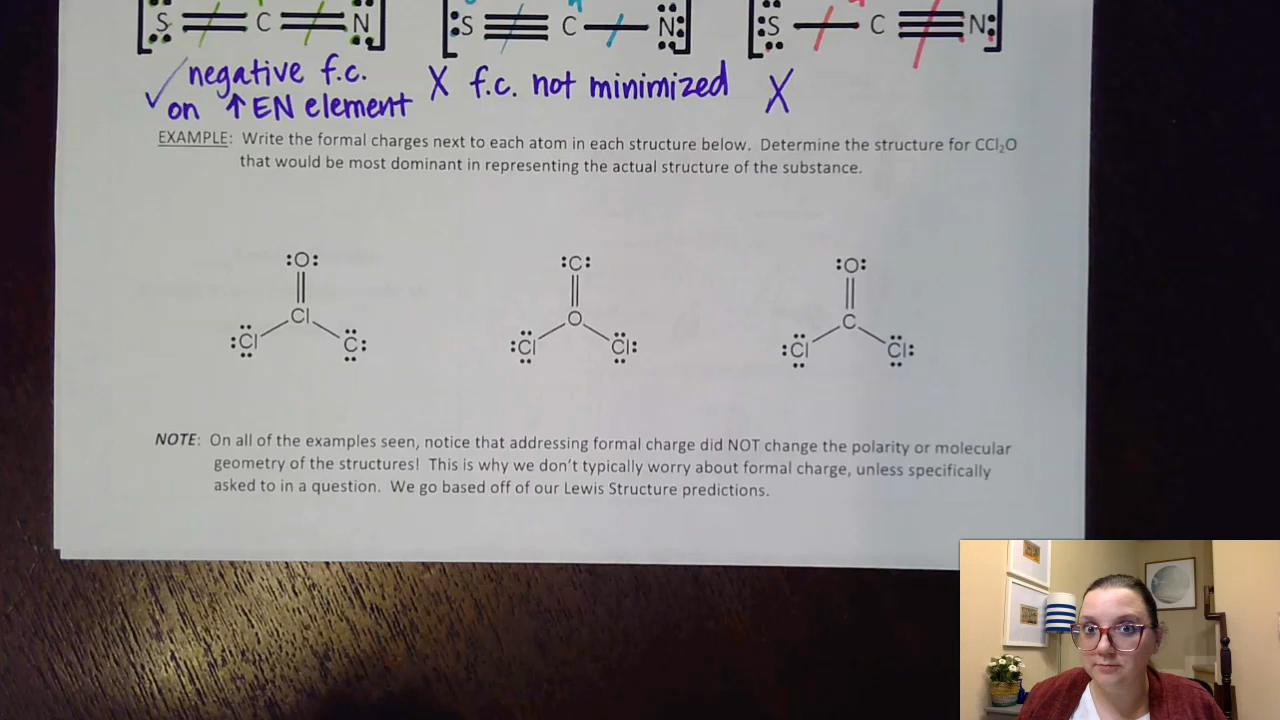 [:S = C = N] [:S ≡ C — N:] [:S — C ≡ N:]
negative f.c. X f.c. not minimized X
✓ on ↑ EN element
EXAMPLE: Write the formal charges next to each atom in each structure below. Determine the structure for CCl₂O
that would be most dominant in representing the actual structure of the substance.
:O: :C: :O:
Cl O C
:Cl C: :Cl Cl: :Cl Cl:
NOTE: On all of the examples seen, notice that addressing formal charge did NOT change the polarity or molecular
geometry of the structures! This is why we don't typically worry about formal charge, unless specifically
asked to in a question. We go based off of our Lewis Structure predictions.